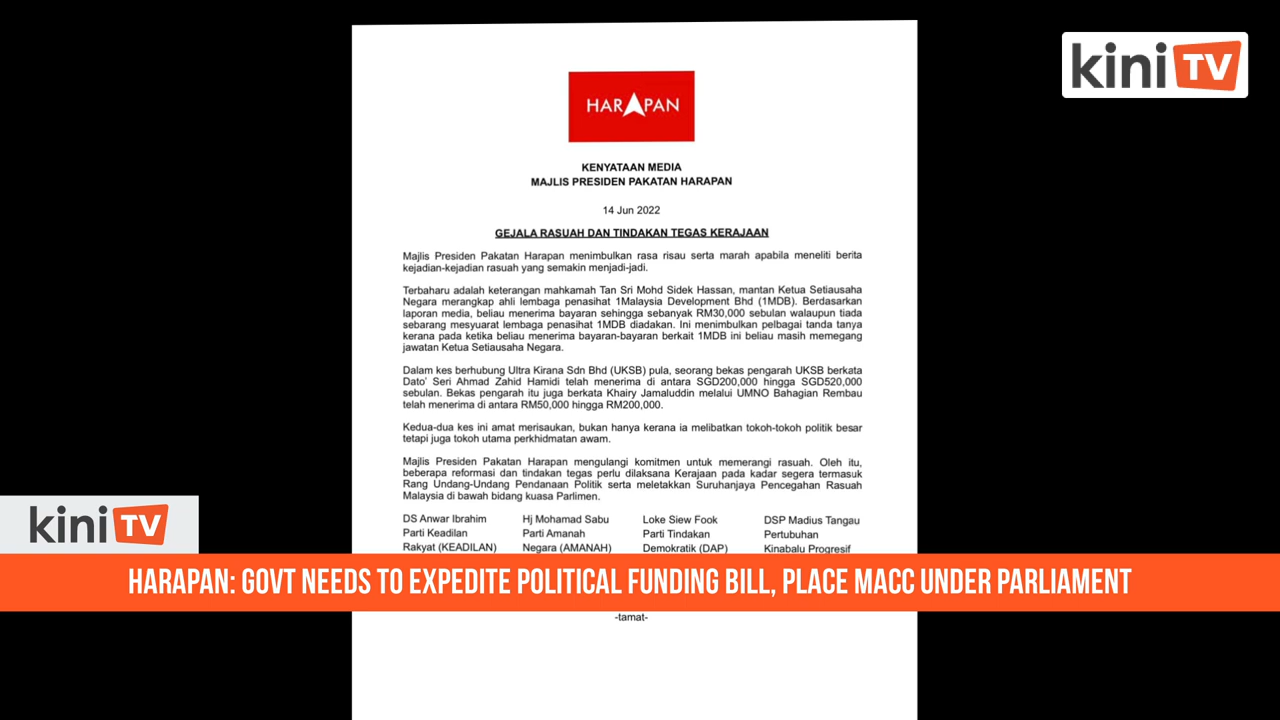 kini TV
HARAPAN
KENYATAAN MEDIA
MAJLIS PRESIDEN PAKATAN HARAPAN
14 Jun 2022
GEJALA RASUAH DAN TINDAKAN TEGAS KERAJAAN
Majlis Presiden Pakatan Harapan menimbulkan rasa risau serta marah apabila meneliti berita
kejadian-kejadian rasuah yang semakin menjadi-jadi.
Terbaharu adalah keterangan mahkamah Tan Sri Mohd Sidek Hassan, mantan Ketua Setiausaha
Negara merangkap ahli lembaga penasihat 1Malaysia Development Bhd (1MDB). Berdasarkan
laporan media, beliau menerima bayaran sehingga sebanyak RM30,000 sebulan walaupun tiada
sebarang mesyuarat lembaga penasihat 1MDB diadakan. Ini menimbulkan pelbagai tanda tanya
kerana pada ketika beliau menerima bayaran-bayaran berkait 1MDB ini beliau masih memegang
jawatan Ketua Setiausaha Negara.
Dalam kes berhubung Ultra Kirana Sdn Bhd (UKSB) pula, seorang bekas pengarah UKSB berkata
Dato' Seri Ahmad Zahid Hamidi telah menerima di antara SGD200,000 hingga SGD520,000
sebulan. Bekas pengarah itu juga berkata Khairy Jamaluddin melalui UMNO Bahagian Rembau
telah menerima di antara RM50,000 hingga RM200,000.
Kedua-dua kes ini amat merisaukan, bukan hanya kerana ia melibatkan tokoh-tokoh politik besar
tetapi juga tokoh utama perkhidmatan awam.
Majlis Presiden Pakatan Harapan mengulangi komitmen untuk memerangi rasuah. Oleh itu,
beberapa reformasi dan tindakan tegas perlu dilaksana Kerajaan pada kadar segera termasuk
Rang Undang-Undang Pendanaan Politik serta meletakkan Suruhanjaya Pencegahan Rasuah
Malaysia di bawah bidang kuasa Parlimen.
DS Anwar Ibrahim Hj Mohamad Sabu Loke Siew Fook DSP Madius Tangau
Parti Keadilan Parti Amanah Parti Tindakan Pertubuhan
Rakyat (KEADILAN) Negara (AMANAH) Demokratik (DAP) Kinabalu Progresif
kini TV
HARAPAN: GOVT NEEDS TO EXPEDITE POLITICAL FUNDING BILL, PLACE MACC UNDER PARLIAMENT
-tamat-